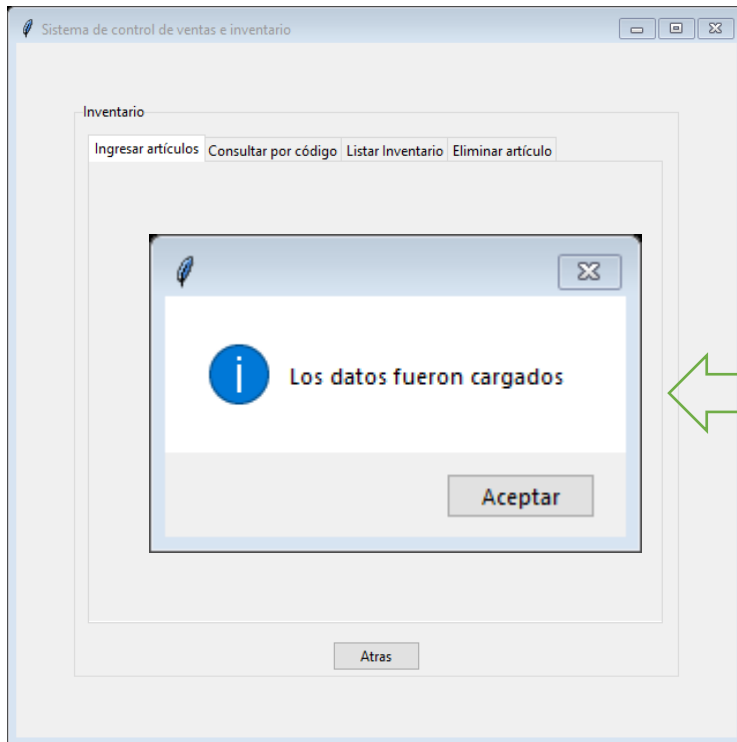 Sistema de control de ventas e inventario
Inventario
Ingresar artículos Consultar por código Listar Inventario Eliminar artículo
Los datos fueron cargados
Aceptar
Atras